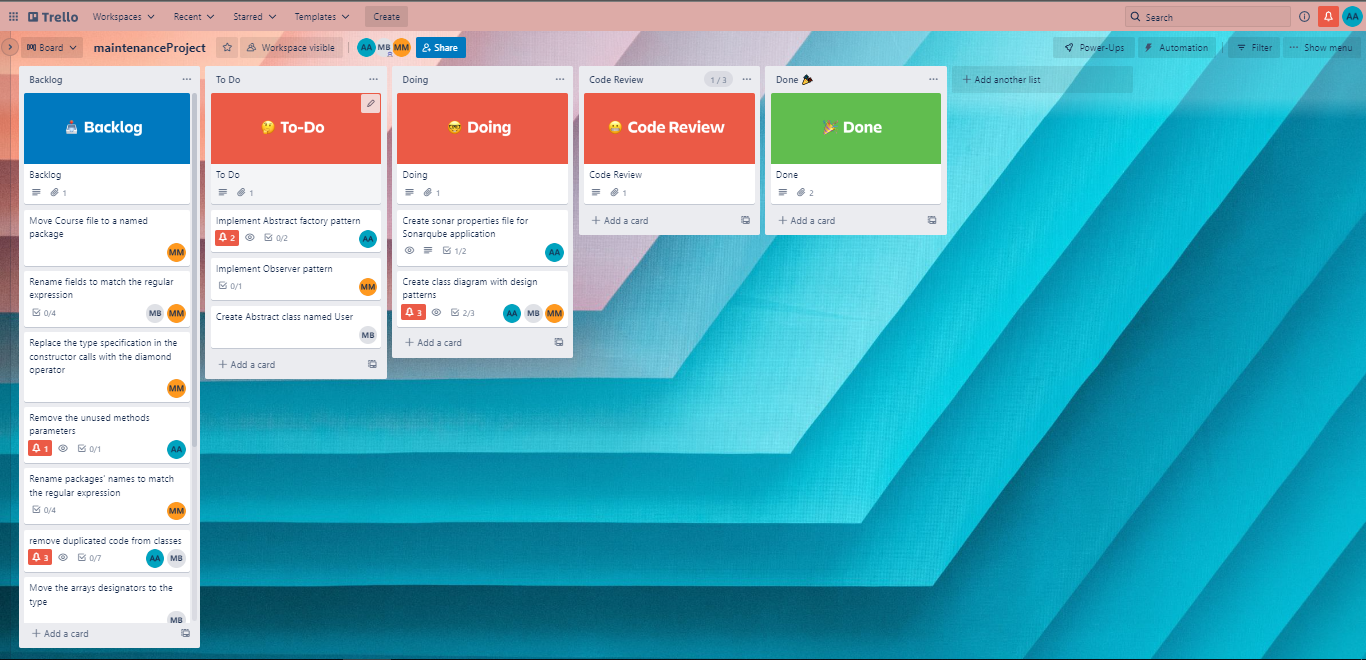 Trello
Workspaces
Recent
Starred
Templates
Create
Search
AA
Board
maintenanceProject
Workspace visible
AA
MB
MM
Share
Power-Ups
Automation
Filter
Show menu
Backlog
Backlog
Backlog
1
Move Course file to a named
package
MM
Rename fields to match the regular
expression
0/4
MB
MM
Replace the type specification in the
constructor calls with the diamond
operator
MM
Remove the unused methods
parameters
1
0/1
AA
Rename packages' names to match
the regular expression
0/4
MM
remove duplicated code from classes
3
0/7
AA
MB
Move the arrays designators to the
type
MB
+ Add a card
To Do
To-Do
To Do
1
Implement Abstract factory pattern
2
0/2
AA
Implement Observer pattern
0/1
MM
Create Abstract class named User
MB
+ Add a card
Doing
Doing
Doing
1
Create sonar properties file for
Sonarqube application
1/2
AA
Create class diagram with design
patterns
3
2/3
AA
MB
MM
+ Add a card
Code Review
1 / 3
Code Review
Code Review
1
+ Add a card
Done
Done
Done
2
+ Add a card
+ Add another list